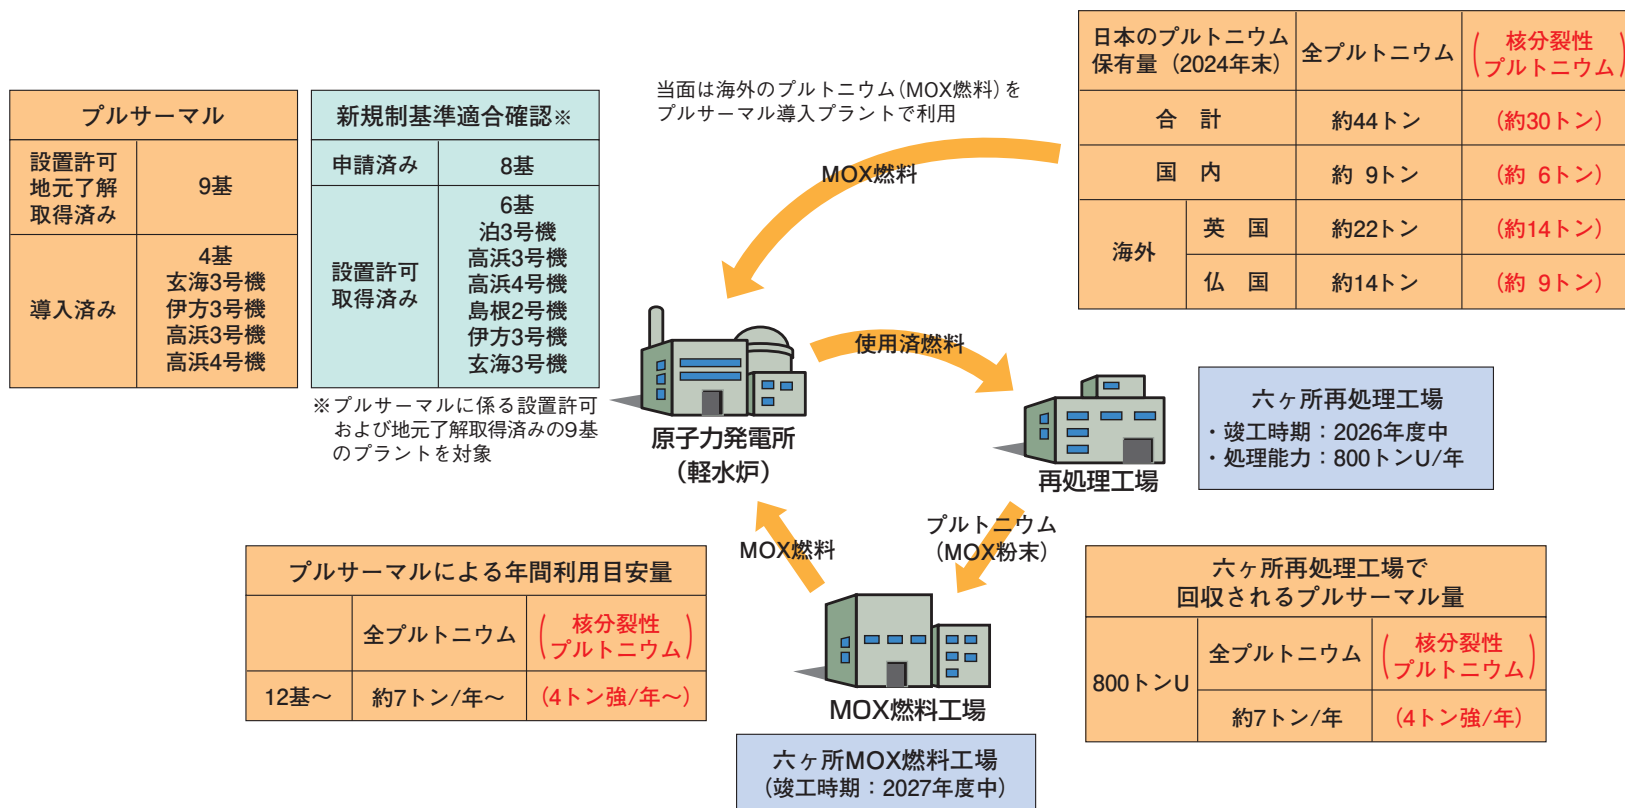 プルサーマル
設置許可
地元了解
取得済み
9基
導入済み
4基
玄海3号機
伊方3号機
高浜3号機
高浜4号機
新規制基準適合確認※
申請済み
8基
設置許可
取得済み
6基
泊3号機
高浜3号機
高浜4号機
島根2号機
伊方3号機
玄海3号機
※プルサーマルに係る設置許可
および地元了解取得済みの9基
のプラントを対象
当面は海外のプルトニウム(MOX燃料)を
プルサーマル導入プラントで利用
MOX燃料
日本のプルトニウム
保有量（2024年末）
全プルトニウム
(核分裂性
プルトニウム)
合　計
約44トン
(約30トン)
国　内
約 9トン
(約 6トン)
海外
英　国
約22トン
(約14トン)
仏　国
約14トン
(約 9トン)
使用済燃料
原子力発電所
（軽水炉）
再処理工場
六ヶ所再処理工場
・竣工時期：2026年度中
・処理能力：800トンU/年
MOX燃料
プルトニウム
（MOX粉末）
プルサーマルによる年間利用目安量
全プルトニウム
(核分裂性
プルトニウム)
12基～
約7トン/年～
(4トン強/年～)
MOX燃料工場
六ヶ所MOX燃料工場
（竣工時期：2027年度中）
六ヶ所再処理工場で
回収されるプルサーマル量
800トンU
全プルトニウム
(核分裂性
プルトニウム)
約7トン/年
(4トン強/年)